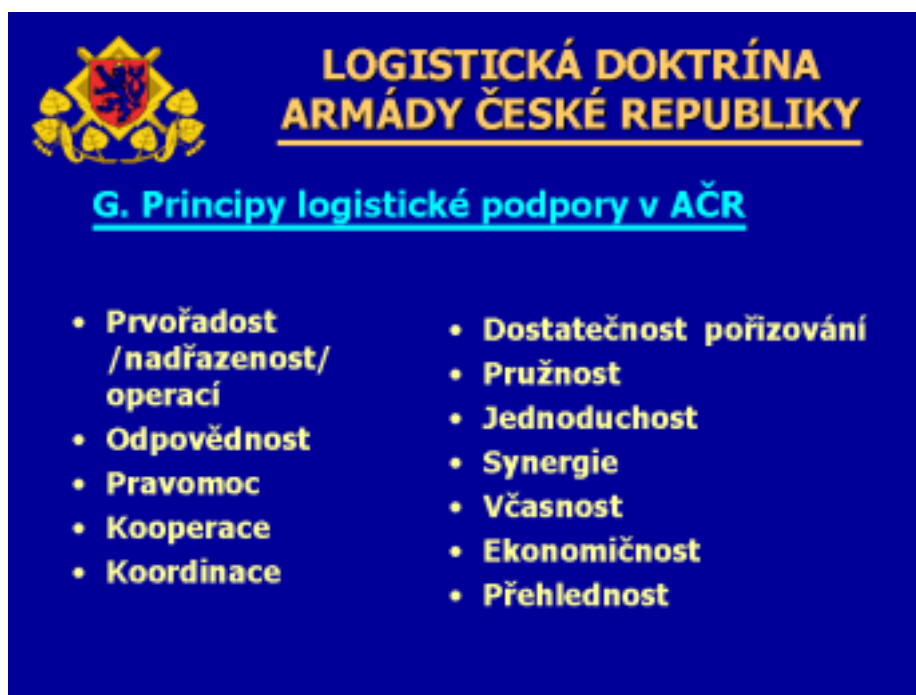 LOGISTICKÁ DOKTRÍNA
ARMÁDY ČESKÉ REPUBLIKY
G. Principy logistické podpory v AČR
• Prvořadost
/nadřazenost/
operací
• Odpovědnost
• Pravomoc
• Kooperace
• Koordinace
• Dostatečnost pořizování
• Pružnost
• Jednoduchost
• Synergie
• Včasnost
• Ekonomičnost
• Přehlednost